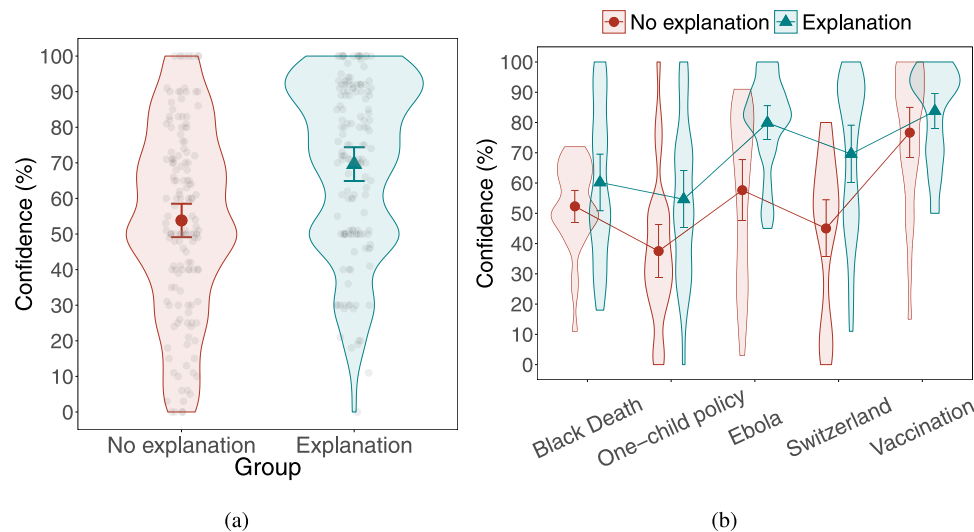 No explanation Explanation
Confidence (%)
100
90
80
70
60
50
40
30
20
10
0
No explanation Explanation
Group
(a)
Confidence (%)
100
90
80
70
60
50
40
30
20
10
0
Black Death
One−child policy
Ebola
Switzerland
Vaccination
(b)